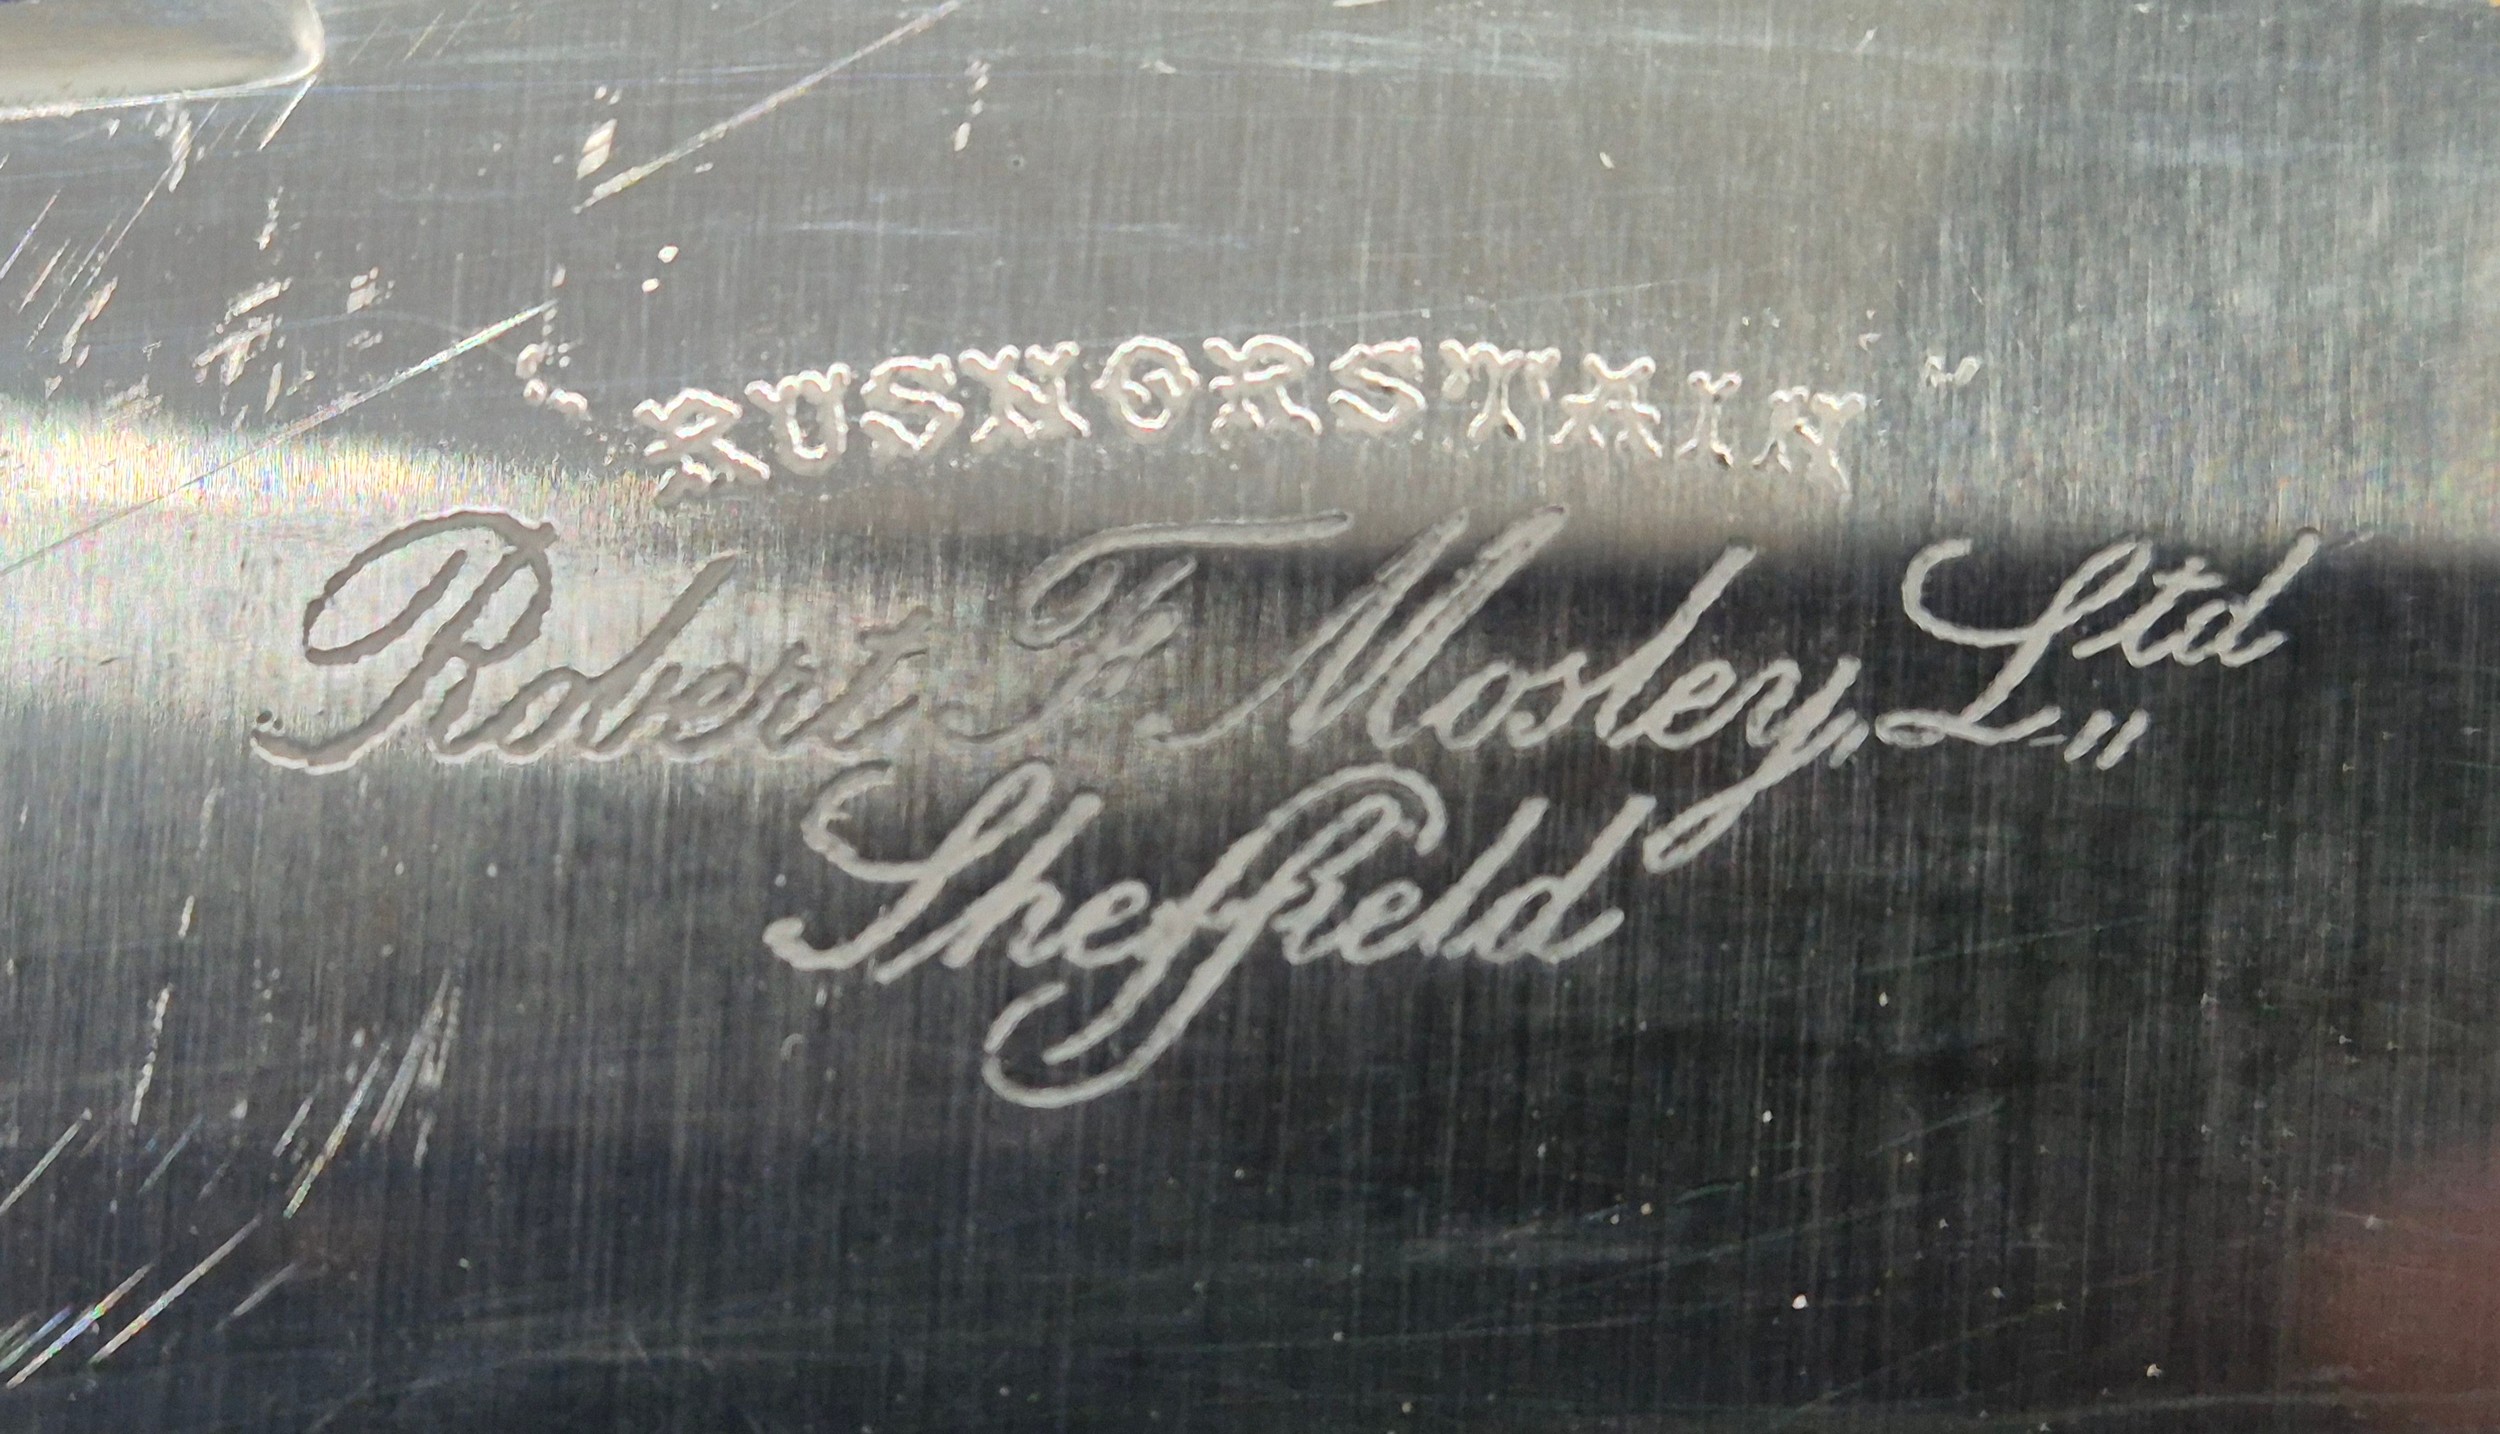 "RUSNORSTAIN"
Robert F. Mosley, Ltd
Sheffield